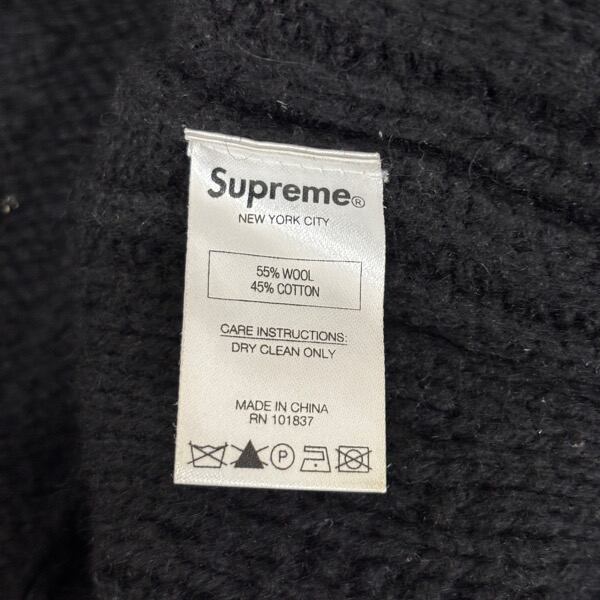 Supreme®
NEW YORK CITY
55% WOOL
45% COTTON
CARE INSTRUCTIONS:
DRY CLEAN ONLY
MADE IN CHINA
RN 101837
P